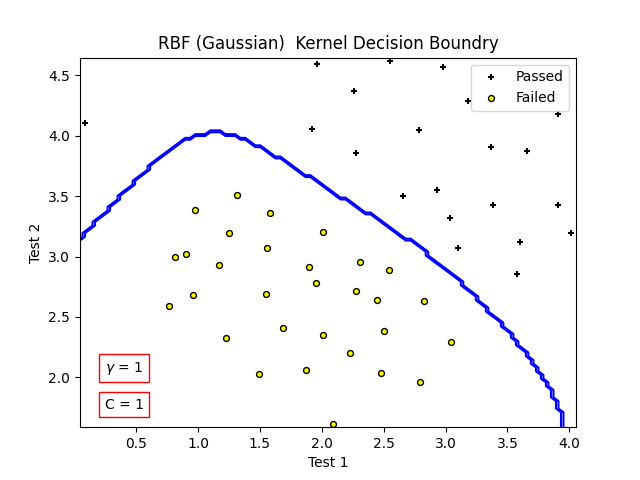 RBF (Gaussian)  Kernel Decision Boundry
4.5
4.0
3.5
3.0
2.5
2.0
Test 2
Passed
Failed
γ = 1
C = 1
0.5 1.0 1.5 2.0 2.5 3.0 3.5 4.0
Test 1